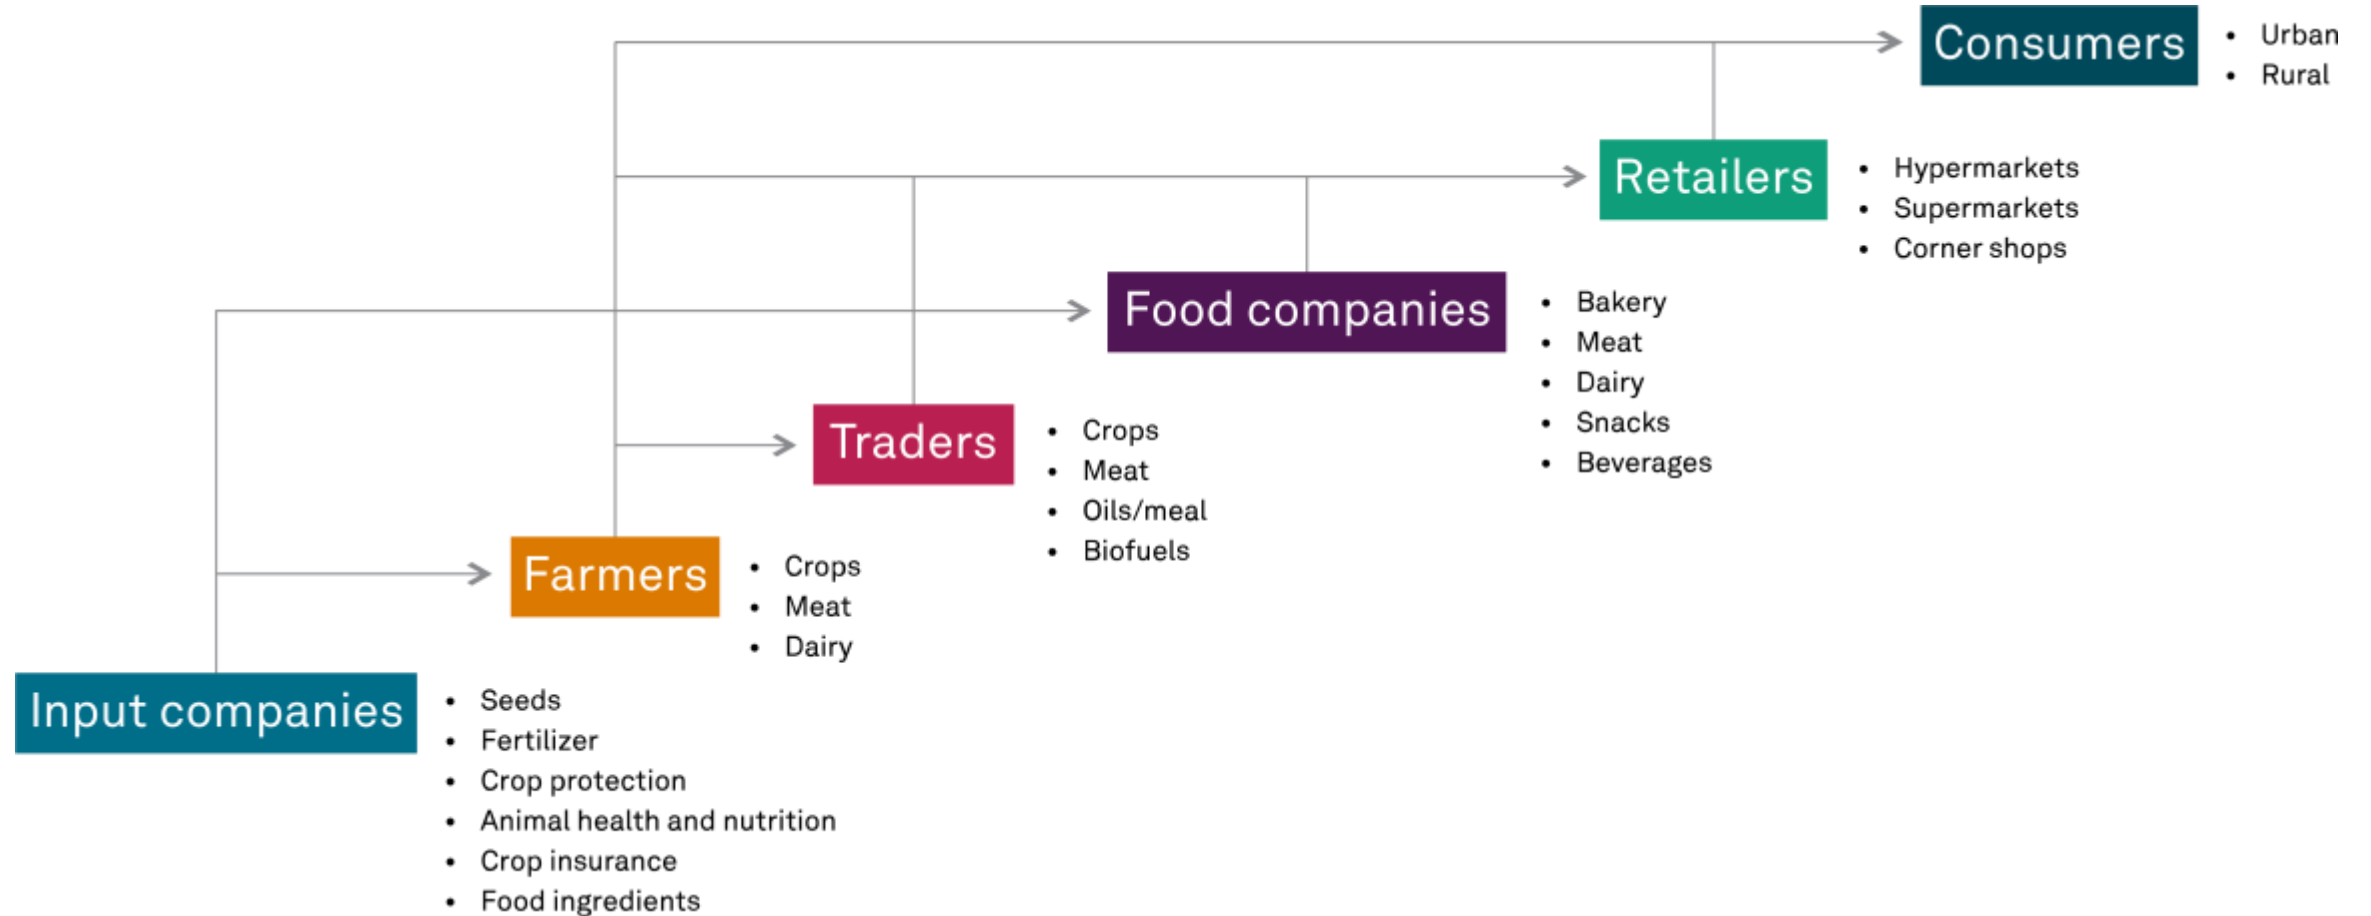 Consumers
• Urban
• Rural
Retailers
• Hypermarkets
• Supermarkets
• Corner shops
Food companies
• Bakery
• Meat
• Dairy
• Snacks
• Beverages
Traders
• Crops
• Meat
• Oils/meal
• Biofuels
Farmers
• Crops
• Meat
• Dairy
Input companies
• Seeds
• Fertilizer
• Crop protection
• Animal health and nutrition
• Crop insurance
• Food ingredients